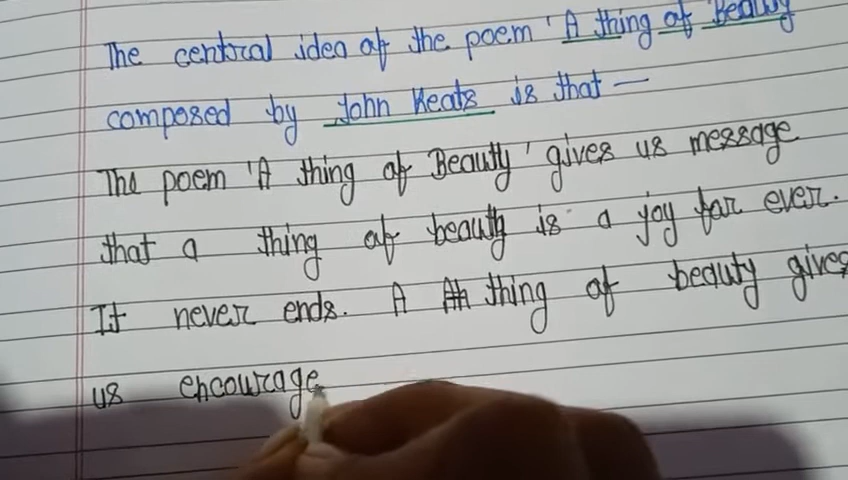 The central idea of the poem 'A thing of Beauty
composed by John Keats is that —
The poem 'A thing of Beauty' gives us message
that a thing of beauty is a joy for ever.
It never ends. A thing of beauty gives
us encourage